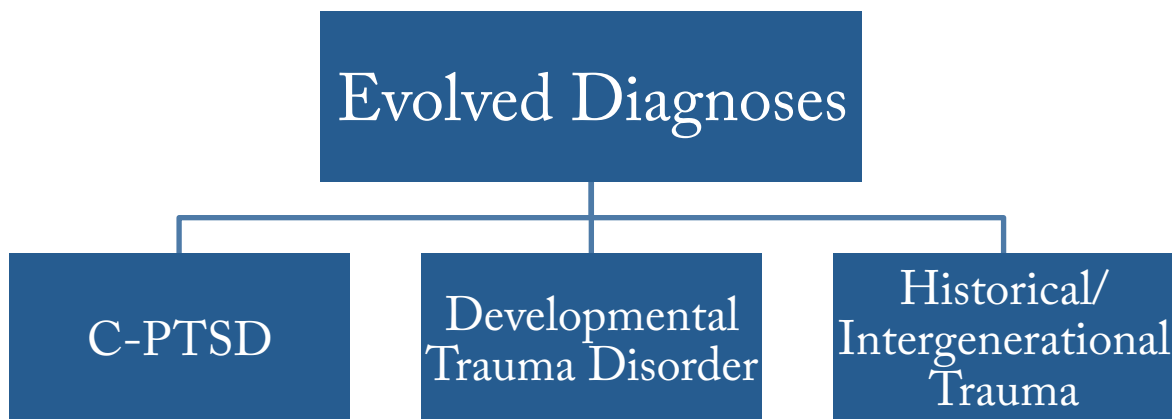 Evolved Diagnoses
C-PTSD
Developmental
Trauma Disorder
Historical/
Intergenerational
Trauma